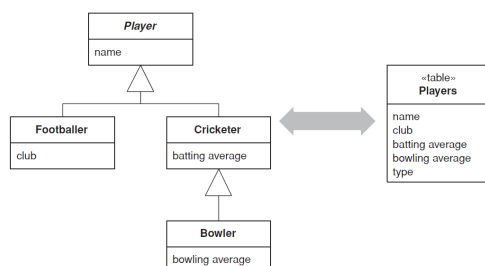 Player
name
Footballer
club
Cricketer
batting average
Bowler
bowling average
«table»
Players
name
club
batting average
bowling average
type